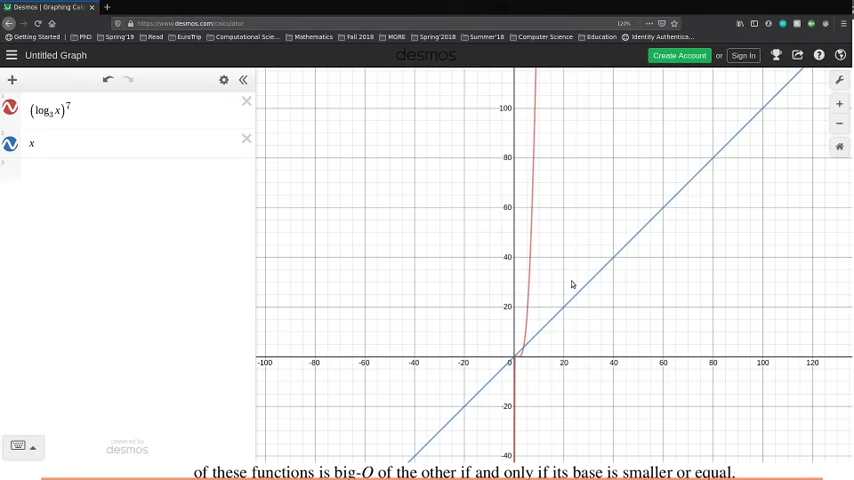 Desmos | Graphing Calc
https://www.desmos.com/calculator
120%
Getting Started
PhD
Spring'19
Read
EuroTrip
Computational Scie...
Mathematics
Fall 2018
MGRE
Spring'2018
Summer'18
Computer Science
Education
Identity Authentica...
Untitled Graph
desmos
Create Account
or
Sign In
1
(log₃ x)⁷
2
x
3
powered by
desmos
100
80
60
40
20
-100
-80
-60
-40
-20
0
20
40
60
80
100
120
-20
-40
of these functions is big-O of the other if and only if its base is smaller or equal.